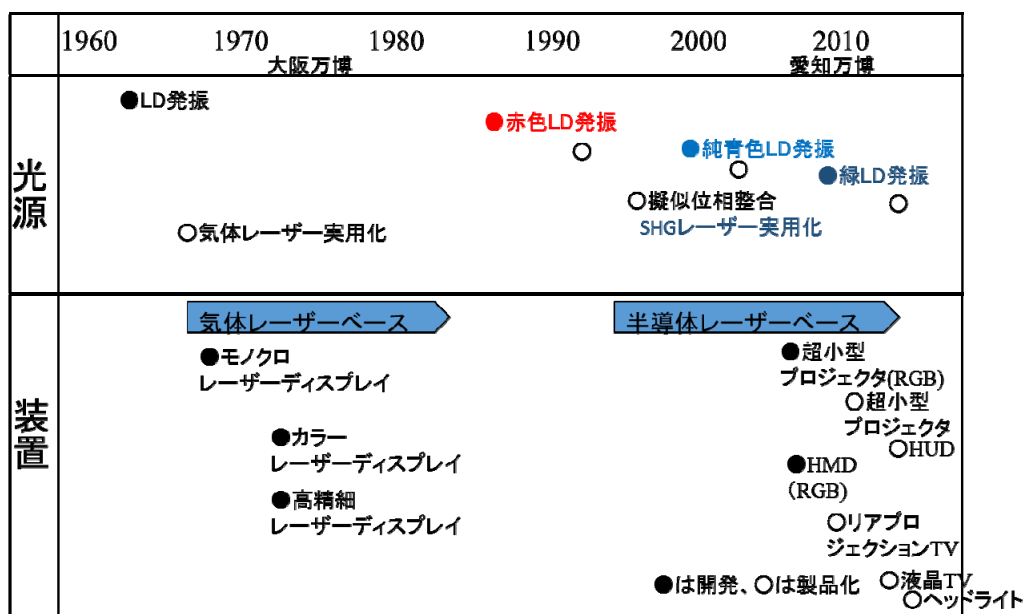 1960 1970 1980 1990 2000 2010
大阪万博 愛知万博
光源
●LD発振
●赤色LD発振
○
●純青色LD発振
○
●緑LD発振
○
○擬似位相整合
SHGレーザー実用化
○気体レーザー実用化
装置
気体レーザーベース
半導体レーザーベース
●モノクロ
レーザーディスプレイ
●カラー
レーザーディスプレイ
●高精細
レーザーディスプレイ
●超小型
プロジェクタ(RGB)
○超小型
プロジェクタ
○HUD
●HMD
(RGB)
○リアプロ
ジェクションTV
●は開発、○は製品化
○液晶TV
○ヘッドライト